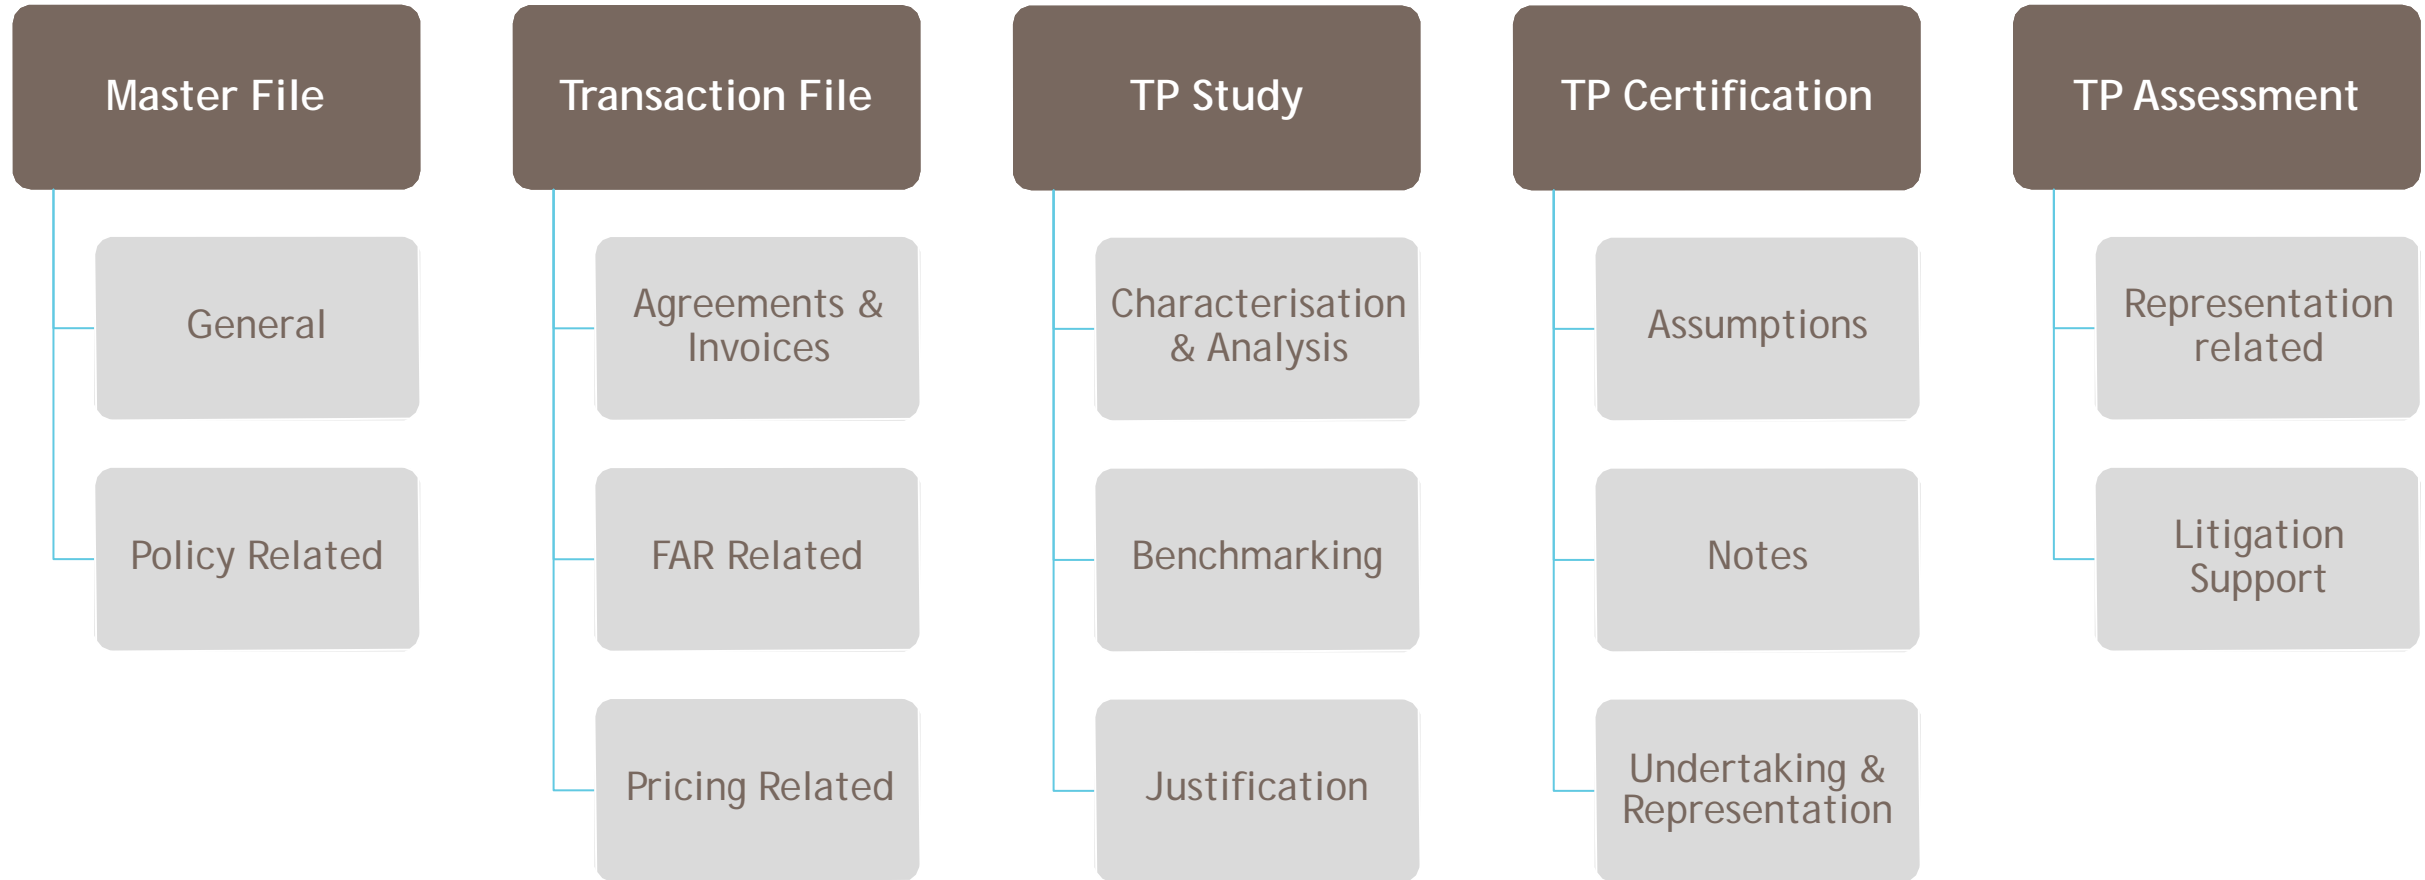 Master File
General
Policy Related
Transaction File
Agreements &
Invoices
FAR Related
Pricing Related
TP Study
Characterisation
& Analysis
Benchmarking
Justification
TP Certification
Assumptions
Notes
Undertaking &
Representation
TP Assessment
Representation
related
Litigation
Support